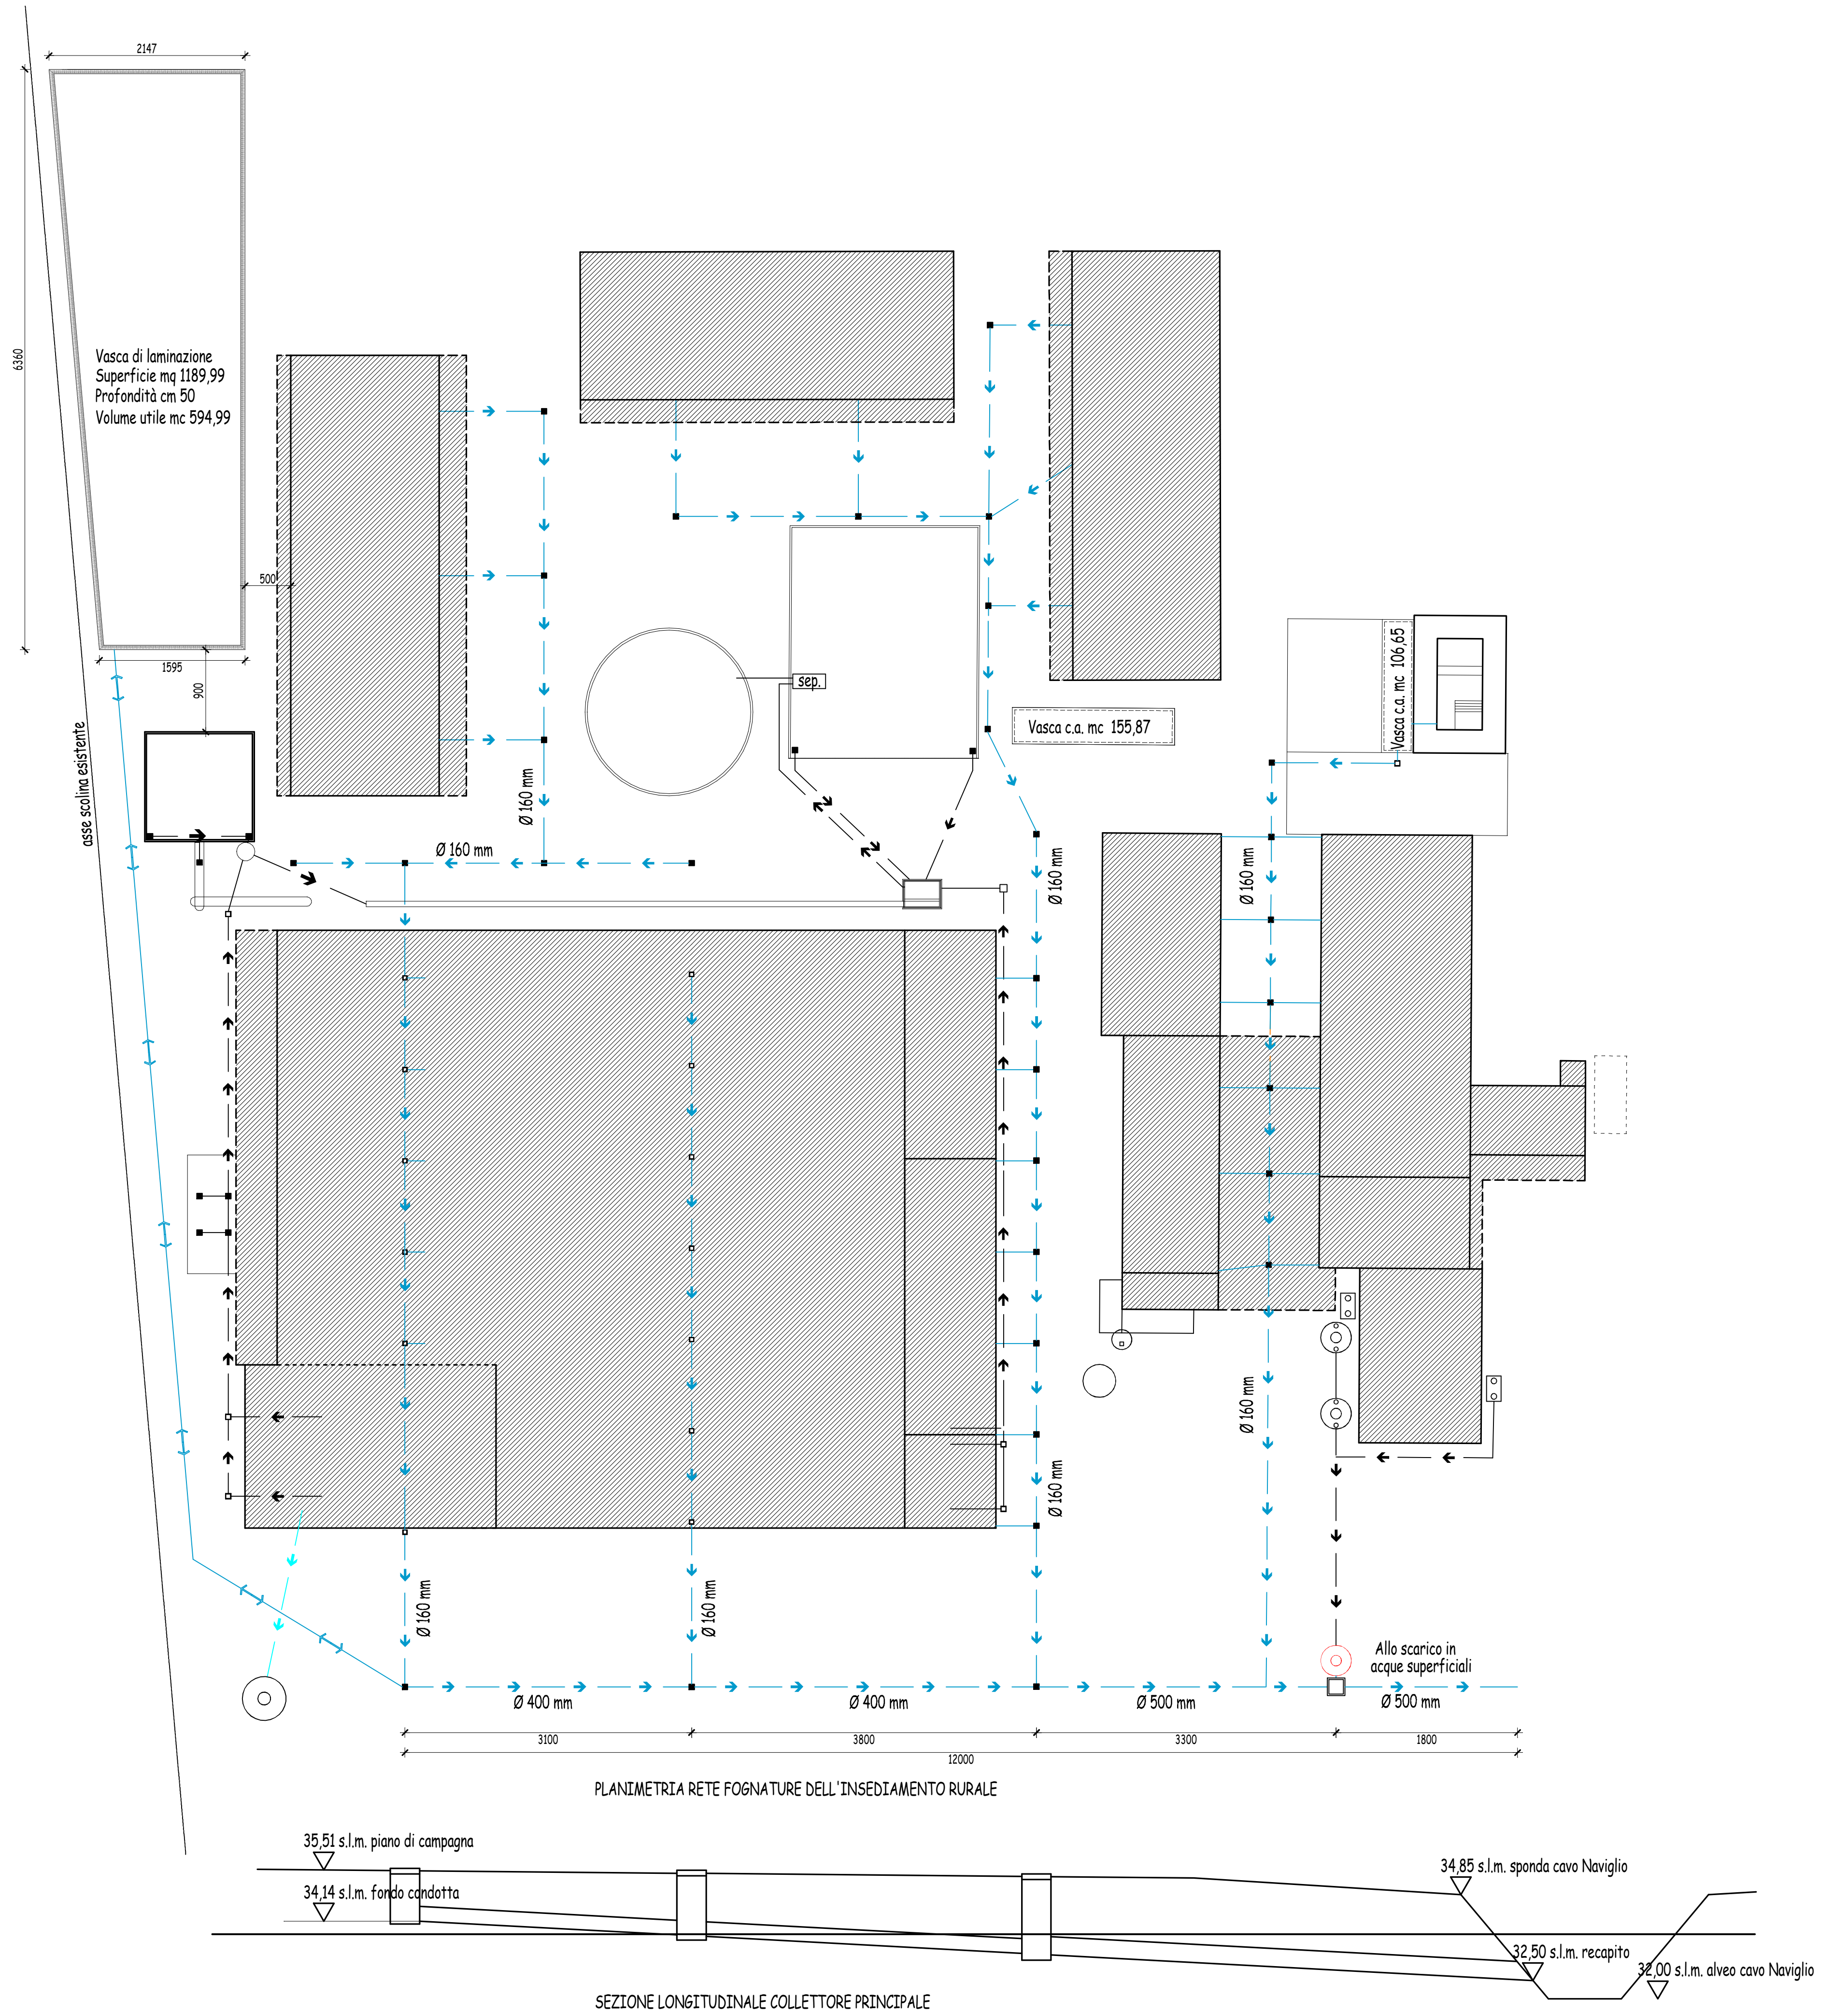 2147
6360
Vasca di laminazione
Superficie mq 1189,99
Profondità cm 50
Volume utile mc 594,99
500
1595
900
asse scolina esistente
sep.
Vasca c.a. mc 155,87
Vasca c.a. mc 106,65
Ø 160 mm
Ø 160 mm
Ø 160 mm
Ø 160 mm
Ø 160 mm
Ø 160 mm
Ø 160 mm
Ø 160 mm
Allo scarico in
acque superficiali
Ø 400 mm
Ø 400 mm
Ø 500 mm
Ø 500 mm
3100
3800
3300
1800
12000
PLANIMETRIA RETE FOGNATURE DELL'INSEDIAMENTO RURALE
35,51 s.l.m. piano di campagna
34,14 s.l.m. fondo condotta
34,85 s.l.m. sponda cavo Naviglio
32,50 s.l.m. recapito
32,00 s.l.m. alveo cavo Naviglio
SEZIONE LONGITUDINALE COLLETTORE PRINCIPALE